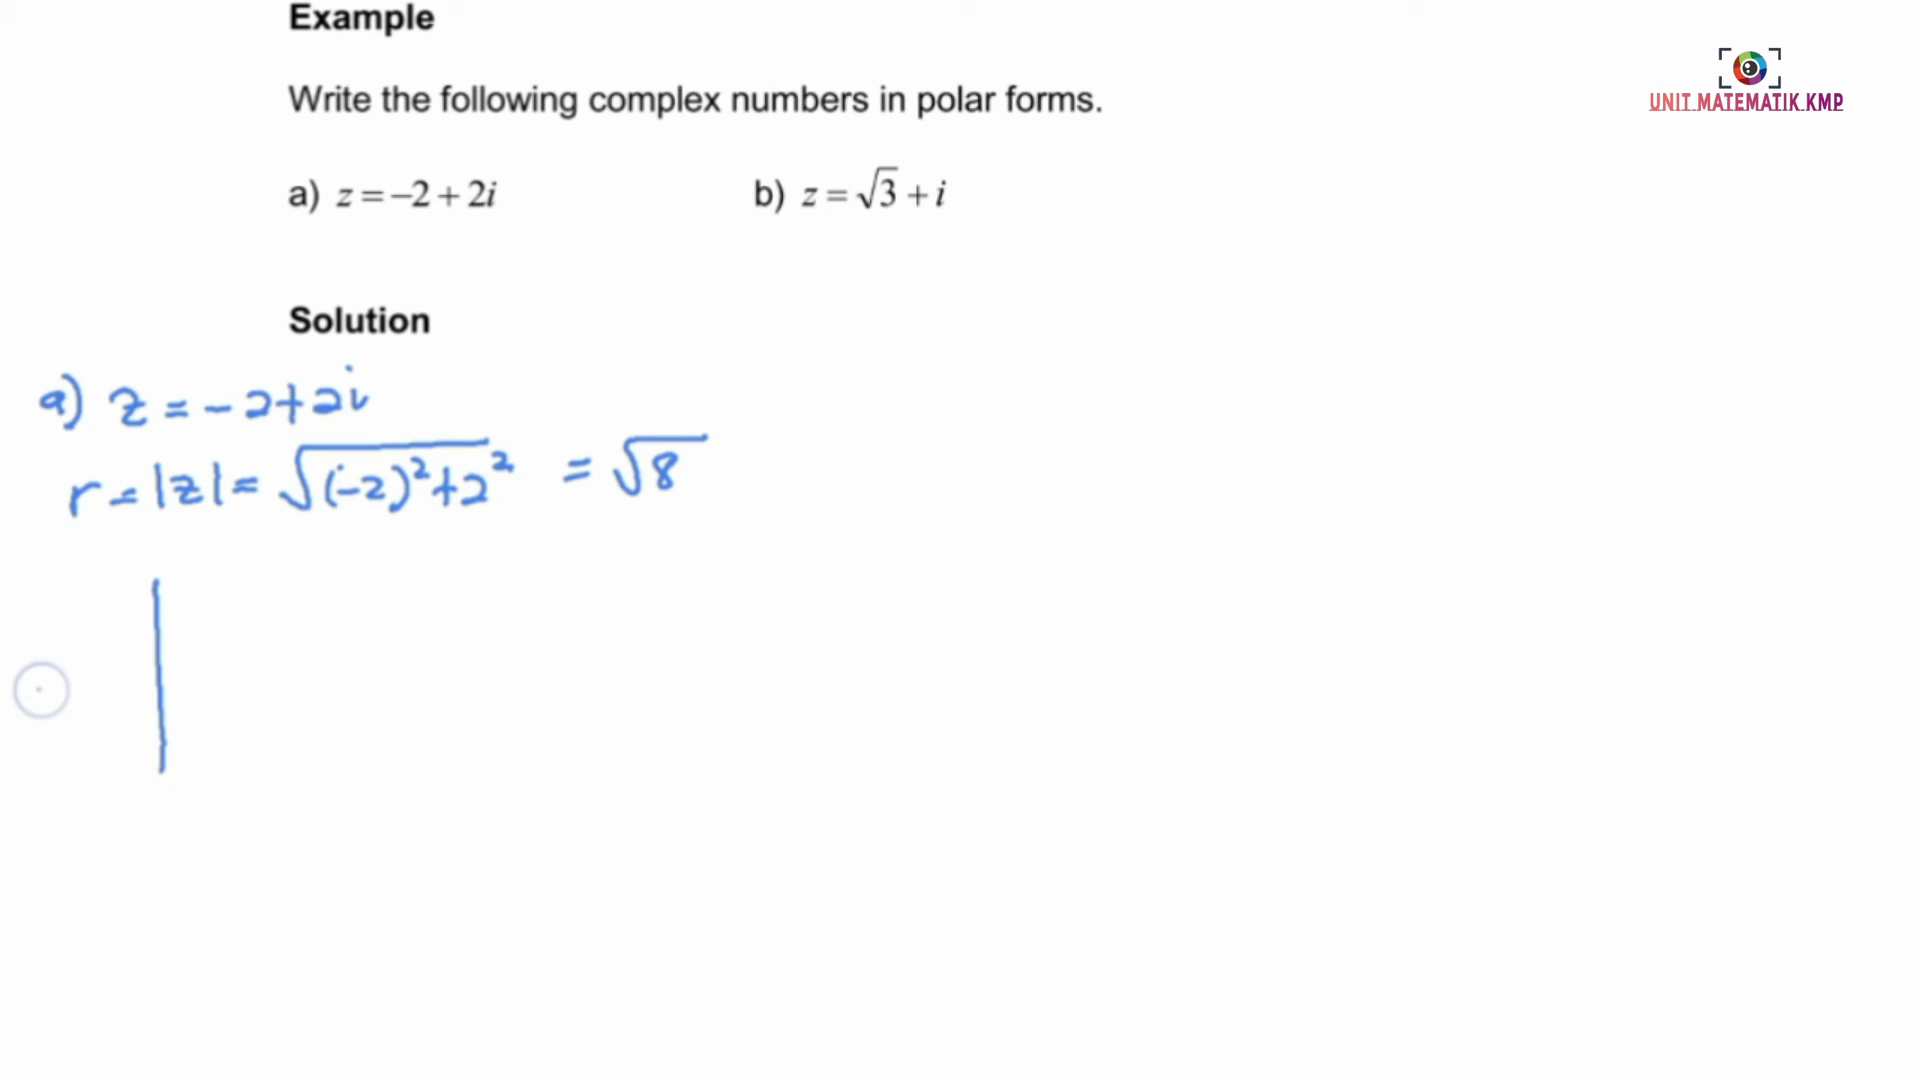 Example
UNIT MATEMATIK KMP
Write the following complex numbers in polar forms.
a) z = −2 + 2i b) z = √3 + i
Solution
a) z = −2+2i
r = |z| = √(−2)²+2² = √8